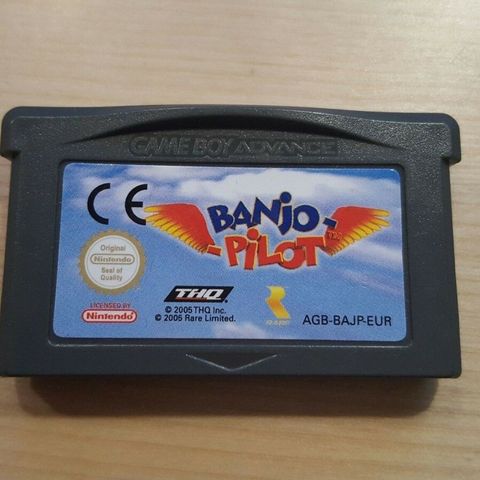 GAME BOY ADVANCE
CE
BANJO-
-PILOT™
Original
Nintendo
Seal of
Quality
LICENSED BY
Nintendo
THQ
© 2005 THQ Inc.
© 2005 Rare Limited.
AGB-BAJP-EUR